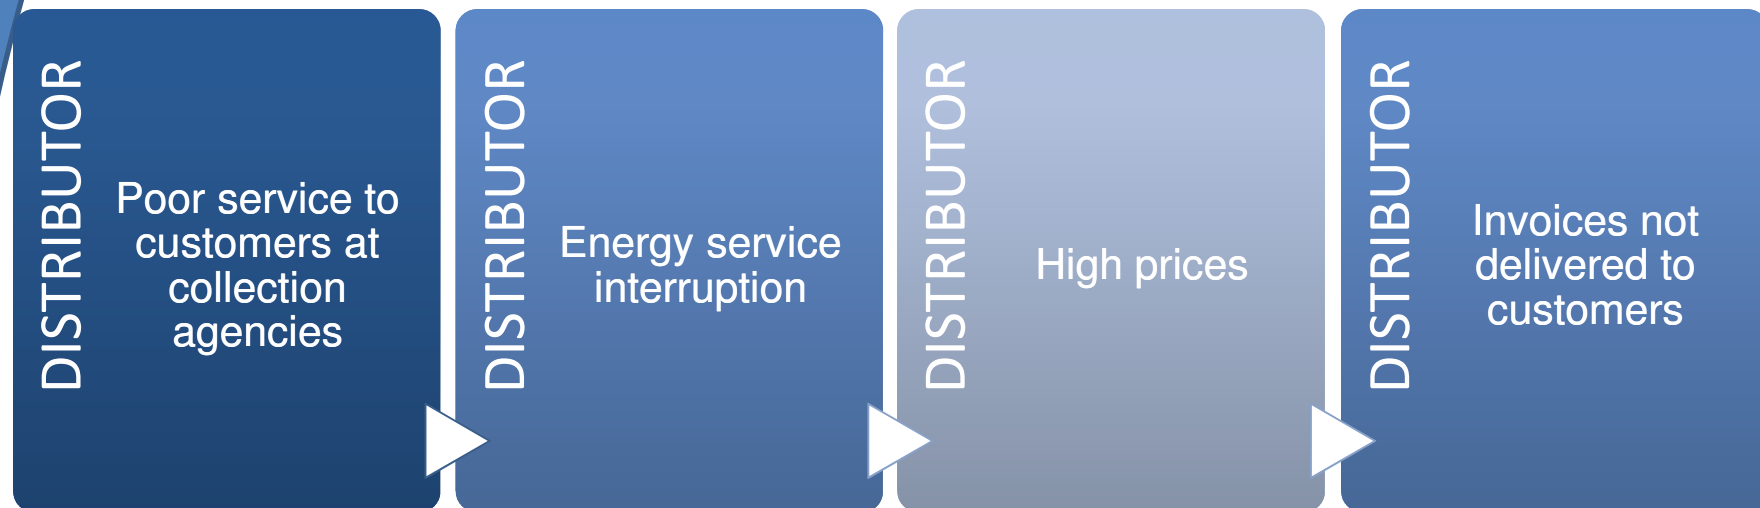 DISTRIBUTOR
Poor service to
customers at
collection
agencies
DISTRIBUTOR
Energy service
interruption
DISTRIBUTOR
High prices
DISTRIBUTOR
Invoices not
delivered to
customers